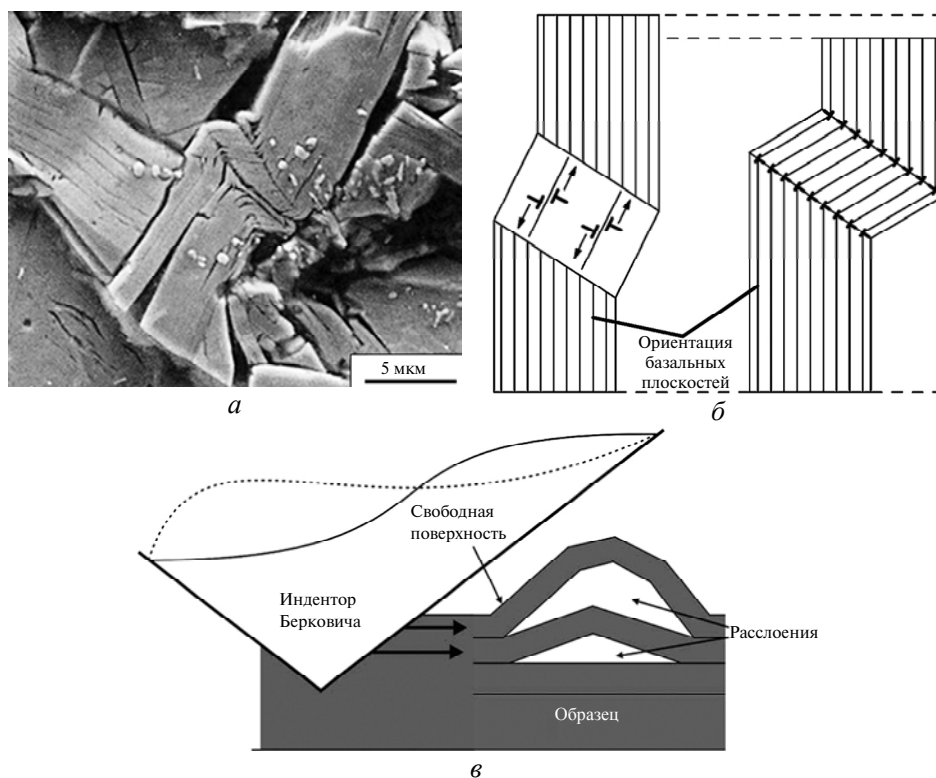 5 мкм
а
Ориентация
базальных
плоскостей
б
Свободная
поверхность
Индентор
Берковича
Расслоения
Образец
в